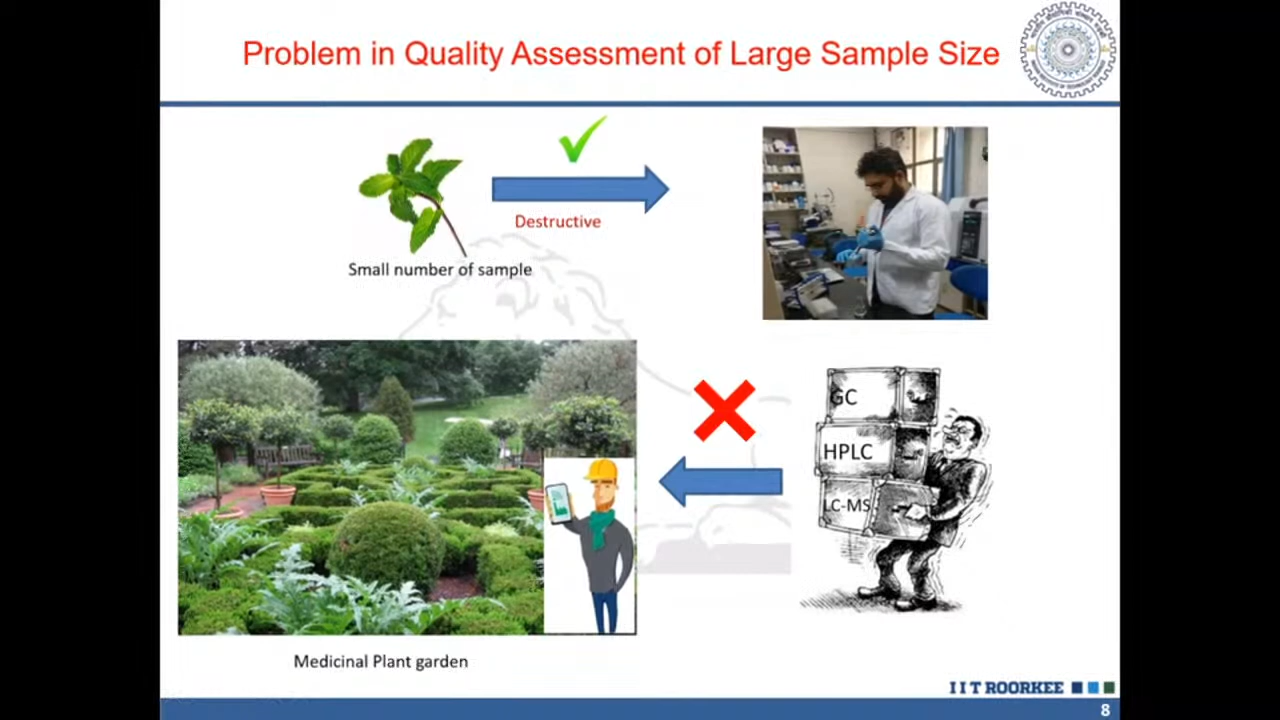 Problem in Quality Assessment of Large Sample Size
Destructive
Small number of sample
GC
HPLC
LC-MS
Medicinal Plant garden
I I T ROORKEE
8